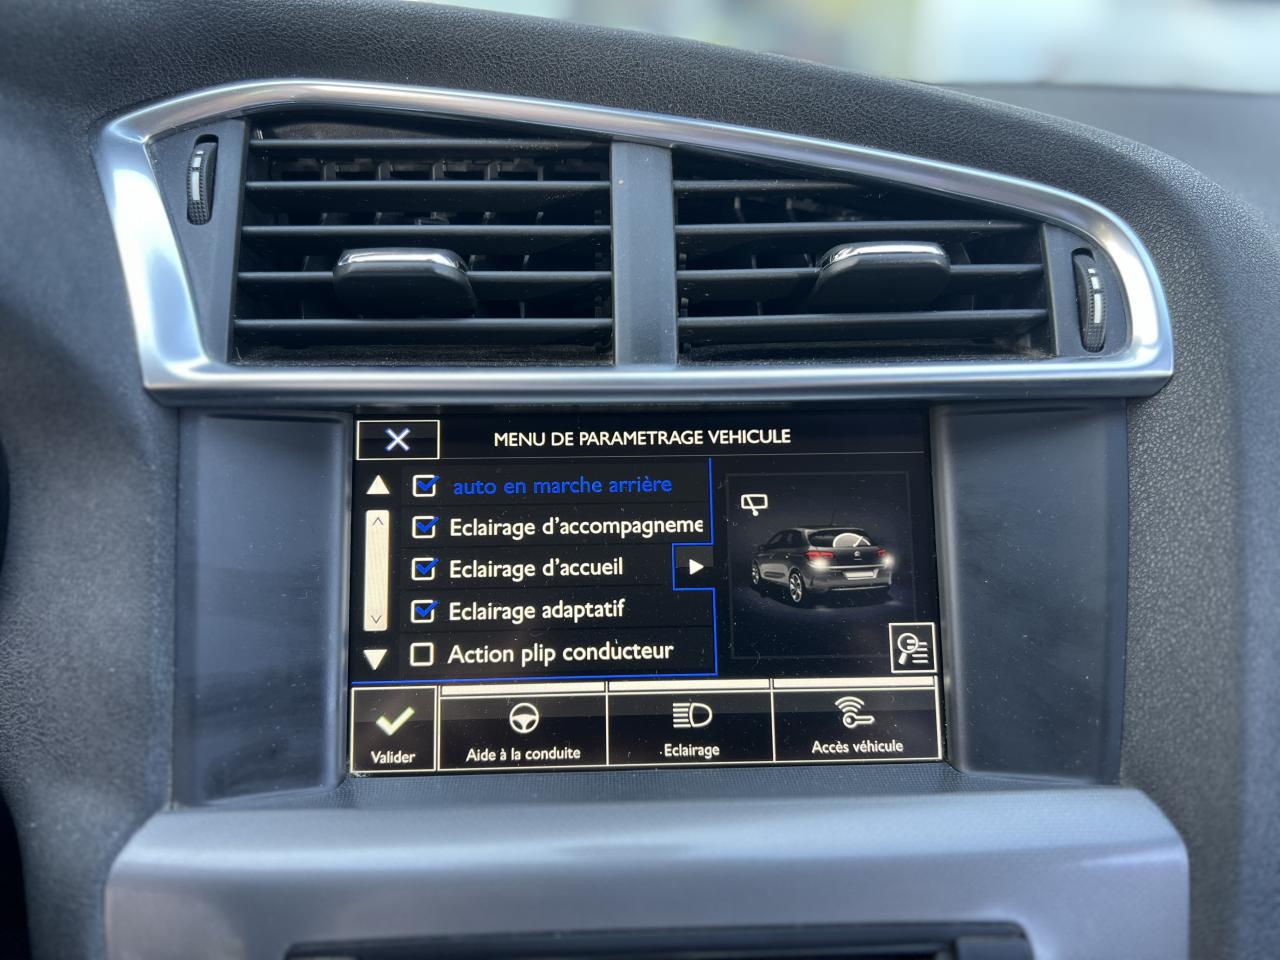 MENU DE PARAMETRAGE VEHICULE
auto en marche arrière
Eclairage d'accompagneme
Eclairage d'accueil
Eclairage adaptatif
Action plip conducteur
Valider
Aide à la conduite
Eclairage
Accès véhicule